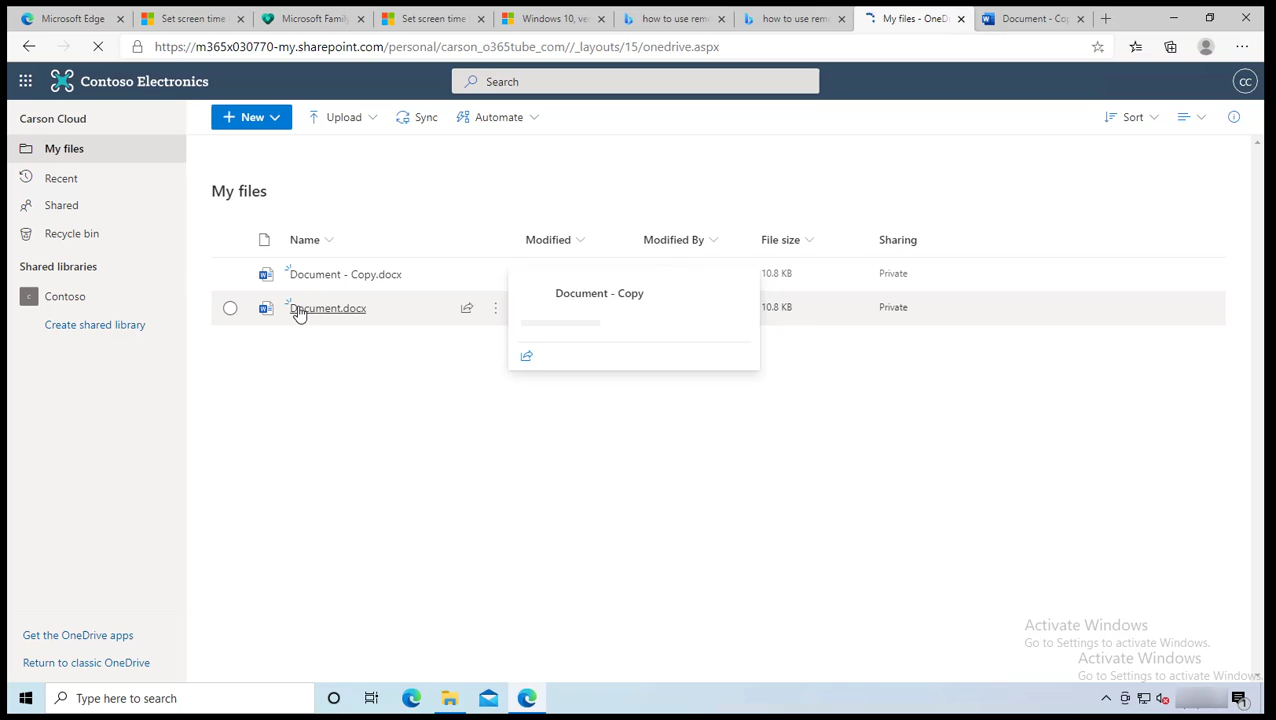 Microsoft Edge
Set screen time
Microsoft Family
Set screen time
Windows 10, ve
how to use rem
how to use rem
My files - OneD
Document - Cop
https://m365x030770-my.sharepoint.com/personal/carson_o365tube_com//_layouts/15/onedrive.aspx
Contoso Electronics
Search
CC
Carson Cloud
New
Upload
Sync
Automate
Sort
My files
Recent
Shared
Recycle bin
Shared libraries
C
Contoso
Create shared library
My files
Name
Modified
Modified By
File size
Sharing
Document - Copy.docx
10.8 KB
Private
Document.docx
10.8 KB
Private
Document - Copy
Get the OneDrive apps
Return to classic OneDrive
Activate Windows
Go to Settings to activate Windows.
Activate Windows
Go to Settings to activate Windows.
Type here to search
1